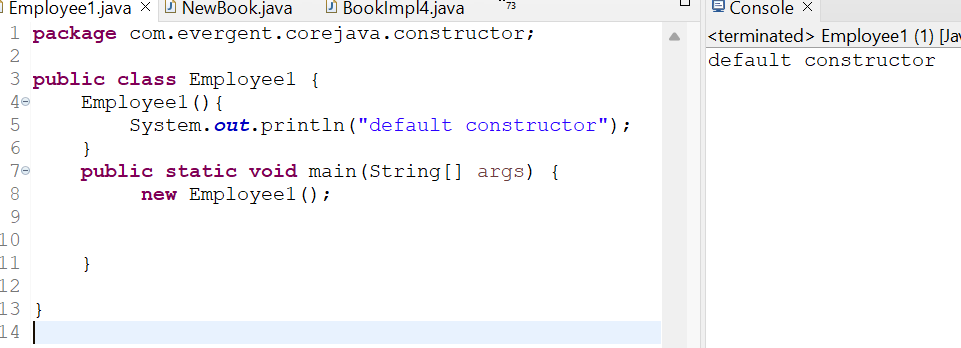 Employee1.java NewBook.java BookImpl4.java "73
1 package com.evergent.corejava.constructor;
2
3 public class Employee1 {
4 Employee1(){
5 System.out.println("default constructor");
6 }
7 public static void main(String[] args) {
8 new Employee1();
9
10
11 }
12
13 }
14
Console
<terminated> Employee1 (1) [Jav
default constructor